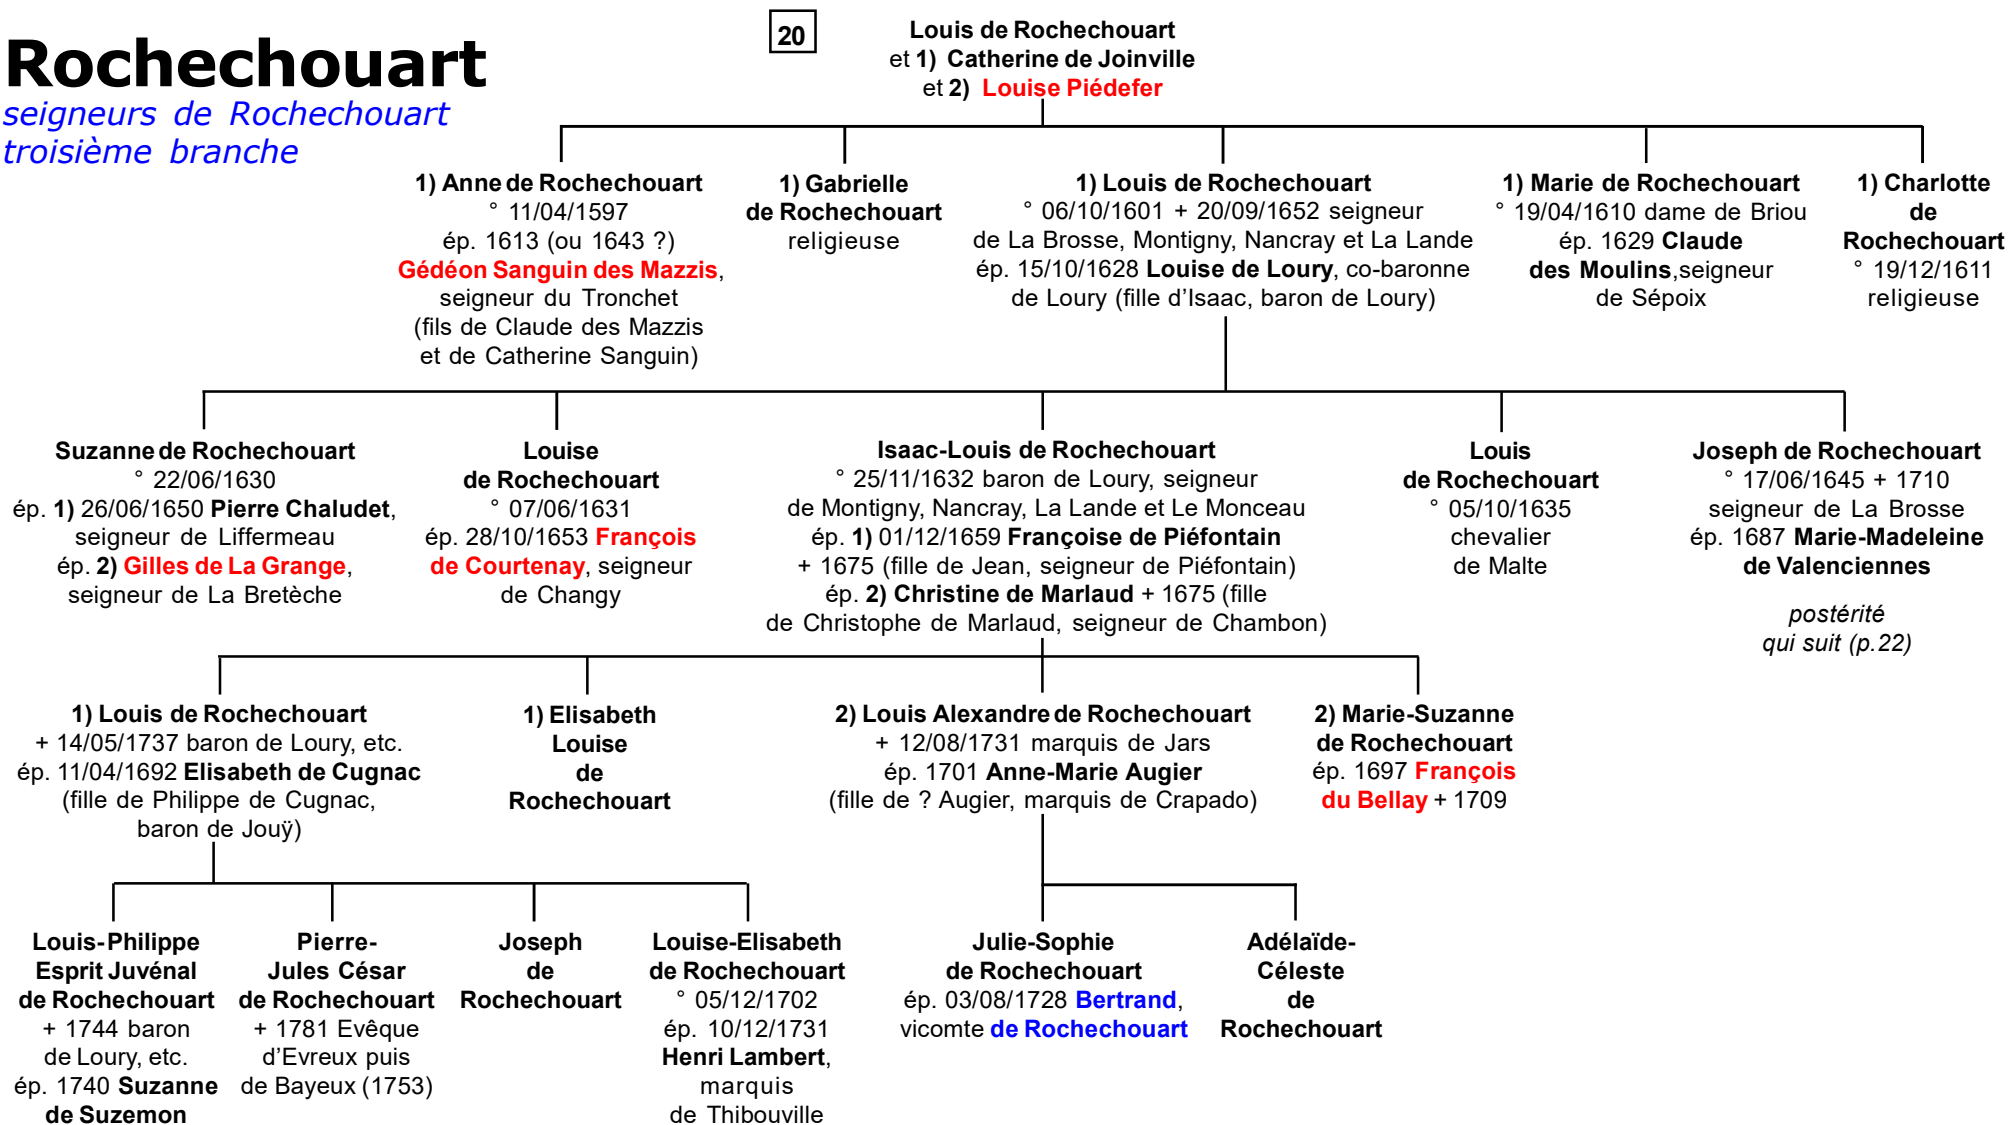 Rochechouart
seigneurs de Rochechouart
troisième branche
20
Louis de Rochechouart
et 1) Catherine de Joinville
et 2) Louise Piédefer
1) Anne de Rochechouart
° 11/04/1597
ép. 1613 (ou 1643 ?)
Gédéon Sanguin des Mazzis,
seigneur du Tronchet
(fils de Claude des Mazzis
et de Catherine Sanguin)
1) Gabrielle
de Rochechouart
religieuse
1) Louis de Rochechouart
° 06/10/1601 + 20/09/1652 seigneur
de La Brosse, Montigny, Nancray et La Lande
ép. 15/10/1628 Louise de Loury, co-baronne
de Loury (fille d'Isaac, baron de Loury)
1) Marie de Rochechouart
° 19/04/1610 dame de Briou
ép. 1629 Claude
des Moulins,seigneur
de Sépoix
1) Charlotte
de
Rochechouart
° 19/12/1611
religieuse
Suzanne de Rochechouart
° 22/06/1630
ép. 1) 26/06/1650 Pierre Chaludet,
seigneur de Liffermeau
ép. 2) Gilles de La Grange,
seigneur de La Bretèche
Louise
de Rochechouart
° 07/06/1631
ép. 28/10/1653 François
de Courtenay, seigneur
de Changy
Isaac-Louis de Rochechouart
° 25/11/1632 baron de Loury, seigneur
de Montigny, Nancray, La Lande et Le Monceau
ép. 1) 01/12/1659 Françoise de Piéfontain
+ 1675 (fille de Jean, seigneur de Piéfontain)
ép. 2) Christine de Marlaud + 1675 (fille
de Christophe de Marlaud, seigneur de Chambon)
Louis
de Rochechouart
° 05/10/1635
chevalier
de Malte
Joseph de Rochechouart
° 17/06/1645 + 1710
seigneur de La Brosse
ép. 1687 Marie-Madeleine
de Valenciennes
postérité
qui suit (p.22)
1) Louis de Rochechouart
+ 14/05/1737 baron de Loury, etc.
ép. 11/04/1692 Elisabeth de Cugnac
(fille de Philippe de Cugnac,
baron de Jouÿ)
1) Elisabeth
Louise
de
Rochechouart
2) Louis Alexandre de Rochechouart
+ 12/08/1731 marquis de Jars
ép. 1701 Anne-Marie Augier
(fille de ? Augier, marquis de Crapado)
2) Marie-Suzanne
de Rochechouart
ép. 1697 François
du Bellay + 1709
Louis-Philippe
Esprit Juvénal
de Rochechouart
+ 1744 baron
de Loury, etc.
ép. 1740 Suzanne
de Suzemon
Pierre-
Jules César
de Rochechouart
+ 1781 Evêque
d'Evreux puis
de Bayeux (1753)
Joseph
de
Rochechouart
Louise-Elisabeth
de Rochechouart
° 05/12/1702
ép. 10/12/1731
Henri Lambert,
marquis
de Thibouville
Julie-Sophie
de Rochechouart
ép. 03/08/1728 Bertrand,
vicomte de Rochechouart
Adélaïde-
Céleste
de
Rochechouart